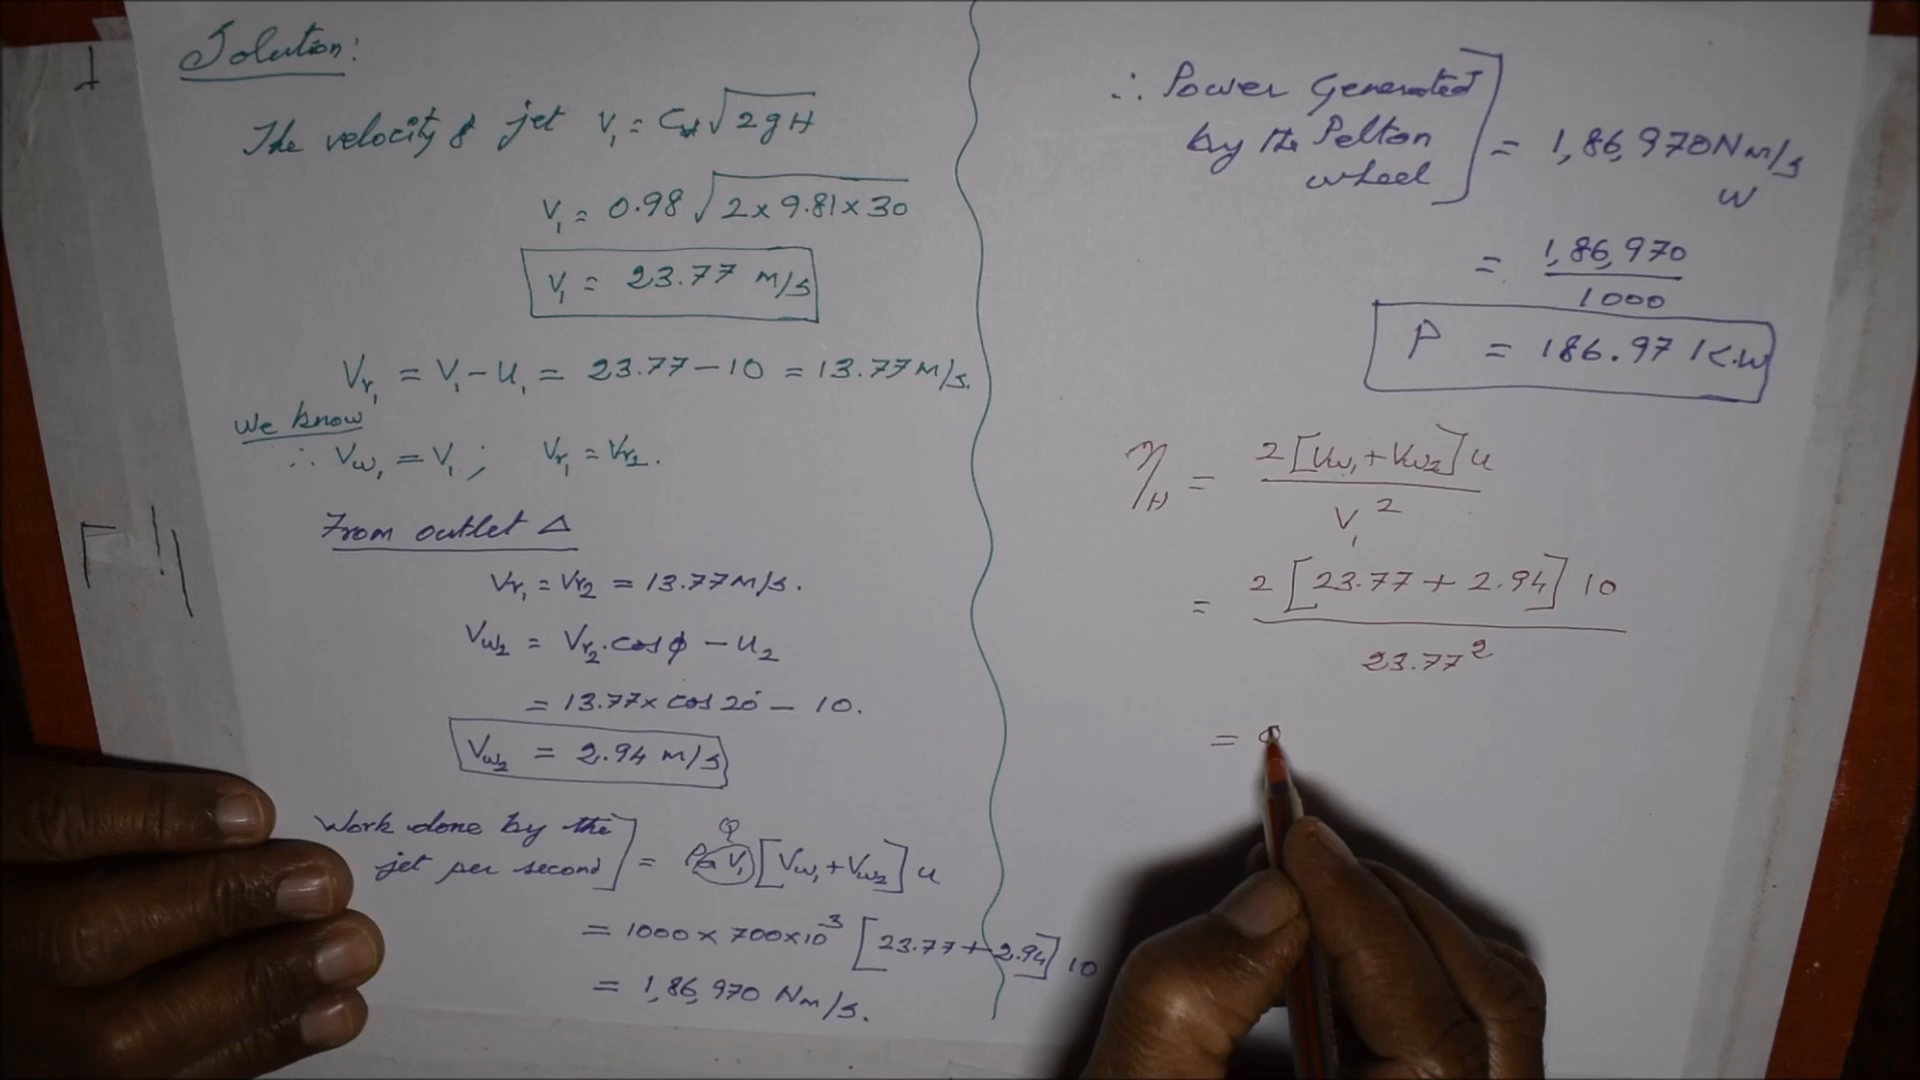 Solution:
The velocity of jet V₁ = Cv √2gH
V₁ = 0.98 √2 x 9.81 x 30
V₁ = 23.77 m/s
Vr₁ = V₁ - u₁ = 23.77 - 10 = 13.77 m/s.
We know
∴ Vw₁ = V₁; Vr₁ = Vr₂.
From outlet Δ
Vr₁ = Vr₂ = 13.77 m/s.
Vw₂ = Vr₂.cosϕ - u₂
= 13.77 x cos 20° - 10.
Vw₂ = 2.94 m/s
Q
Work done by the
jet per second] = ρ a V₁ [Vw₁ + Vw₂] u
= 1000 x 700 x 10⁻³ [23.77 + 2.94] 10
= 1,86,970 Nm/s.
∴ Power Generated
by the Pelton
wheel] = 1,86,970 Nm/s
W
= 1,86,970
1000
P = 186.97 K.W
ηH = 2[Vw₁ + Vw₂] u
V₁²
= 2 [23.77 + 2.94] 10
23.77²
=